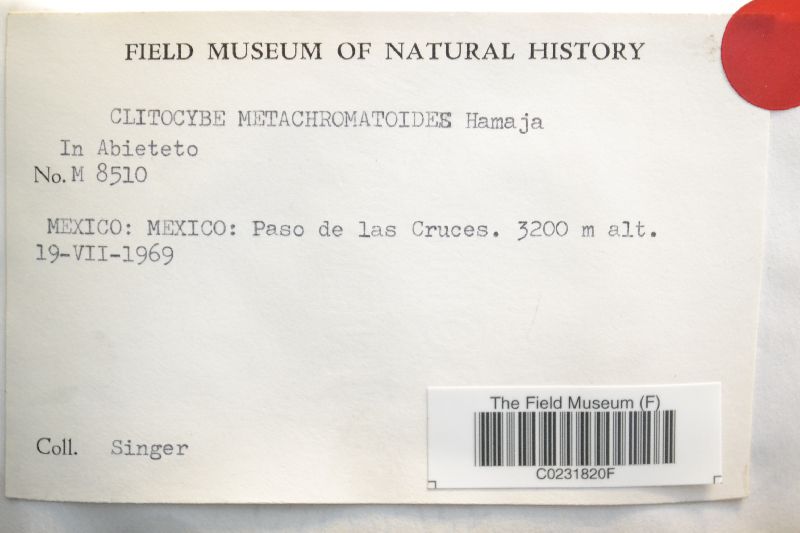 FIELD MUSEUM OF NATURAL HISTORY
CLITOCYBE METACHROMATOIDES Hamaja
In Abieteto
No. M 8510
MEXICO: MEXICO: Paso de las Cruces. 3200 m alt.
19-VII-1969
Coll. Singer
The Field Museum (F)
C0231820F